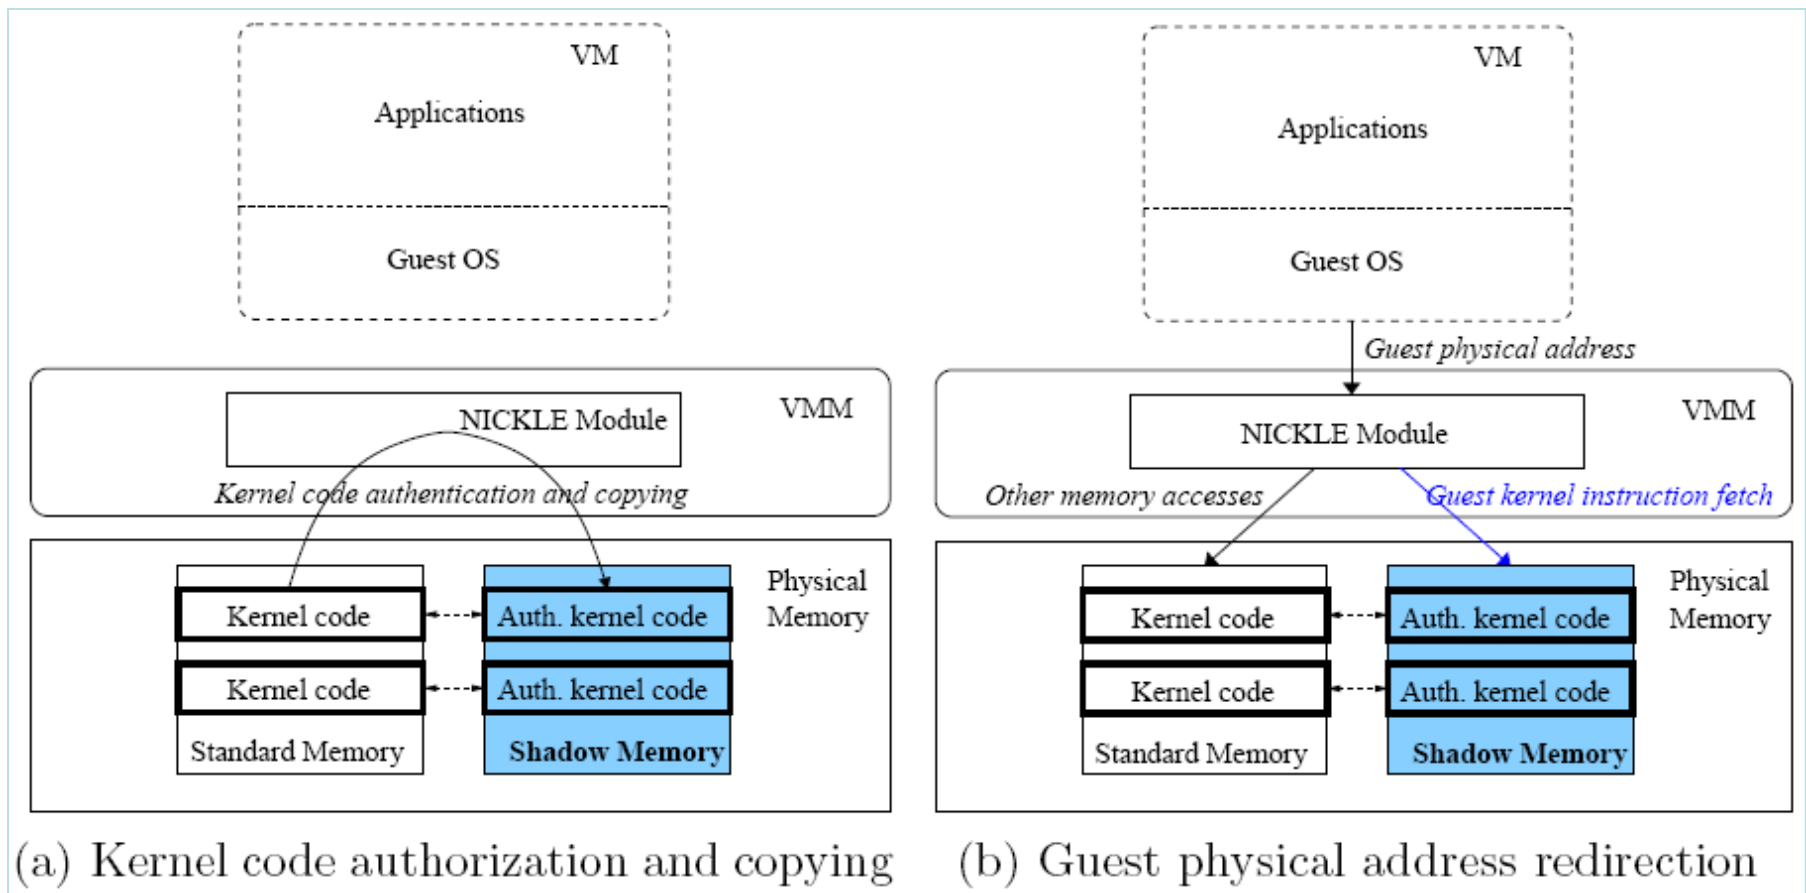 VM
Applications
Guest OS
NICKLE Module
VMM
Kernel code authentication and copying
Physical
Memory
Kernel code
Auth. kernel code
Kernel code
Auth. kernel code
Standard Memory
Shadow Memory
(a) Kernel code authorization and copying
VM
Applications
Guest OS
Guest physical address
VMM
NICKLE Module
Other memory accesses
Guest kernel instruction fetch
Physical
Memory
Kernel code
Auth. kernel code
Kernel code
Auth. kernel code
Standard Memory
Shadow Memory
(b) Guest physical address redirection